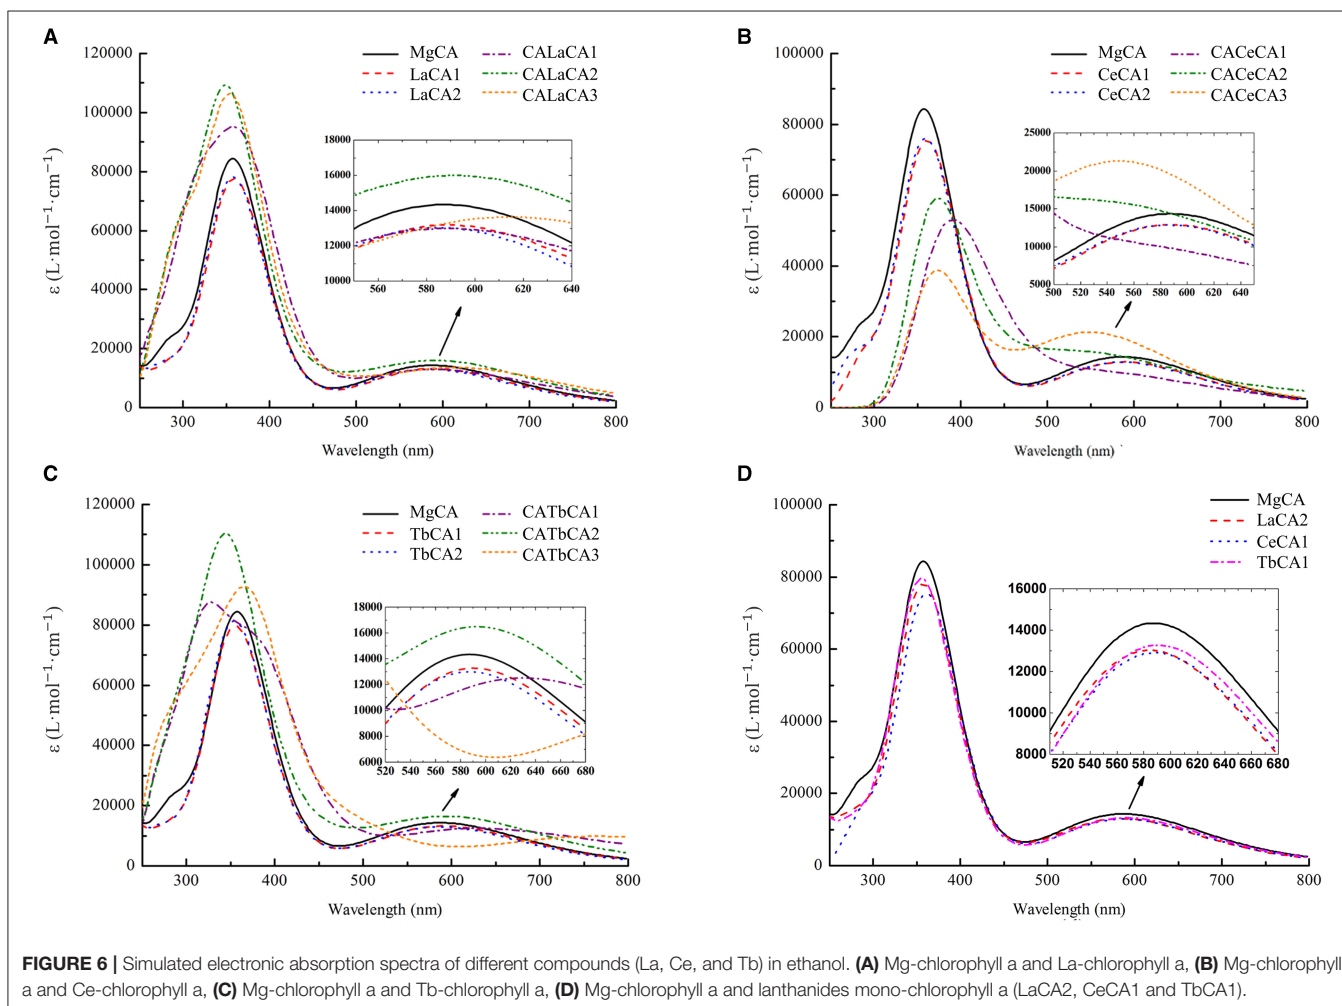 A
120000
100000
80000
60000
40000
20000
0
300 400 500 600 700 800
Wavelength (nm)
ε (L·mol⁻¹·cm⁻¹)
MgCA
LaCA1
LaCA2
CALaCA1
CALaCA2
CALaCA3
18000
16000
14000
12000
10000
560 580 600 620 640
B
100000
80000
60000
40000
20000
0
300 400 500 600 700 800
Wavelength (nm)
ε (L·mol⁻¹·cm⁻¹)
MgCA
CeCA1
CeCA2
CACeCA1
CACeCA2
CACeCA3
25000
20000
15000
10000
5000
500 520 540 560 580 600 620 640
C
120000
100000
80000
60000
40000
20000
0
300 400 500 600 700 800
Wavelength (nm)
ε (L·mol⁻¹·cm⁻¹)
MgCA
TbCA1
TbCA2
CATbCA1
CATbCA2
CATbCA3
18000
16000
14000
12000
10000
8000
6000
520 540 560 580 600 620 640 660 680
D
100000
80000
60000
40000
20000
0
300 400 500 600 700 800
Wavelength (nm)
ε (L·mol⁻¹·cm⁻¹)
MgCA
LaCA2
CeCA1
TbCA1
16000
14000
12000
10000
8000
520 540 560 580 600 620 640 660 680
FIGURE 6 | Simulated electronic absorption spectra of different compounds (La, Ce, and Tb) in ethanol. (A) Mg-chlorophyll a and La-chlorophyll a, (B) Mg-chlorophyll
a and Ce-chlorophyll a, (C) Mg-chlorophyll a and Tb-chlorophyll a, (D) Mg-chlorophyll a and lanthanides mono-chlorophyll a (LaCA2, CeCA1 and TbCA1).